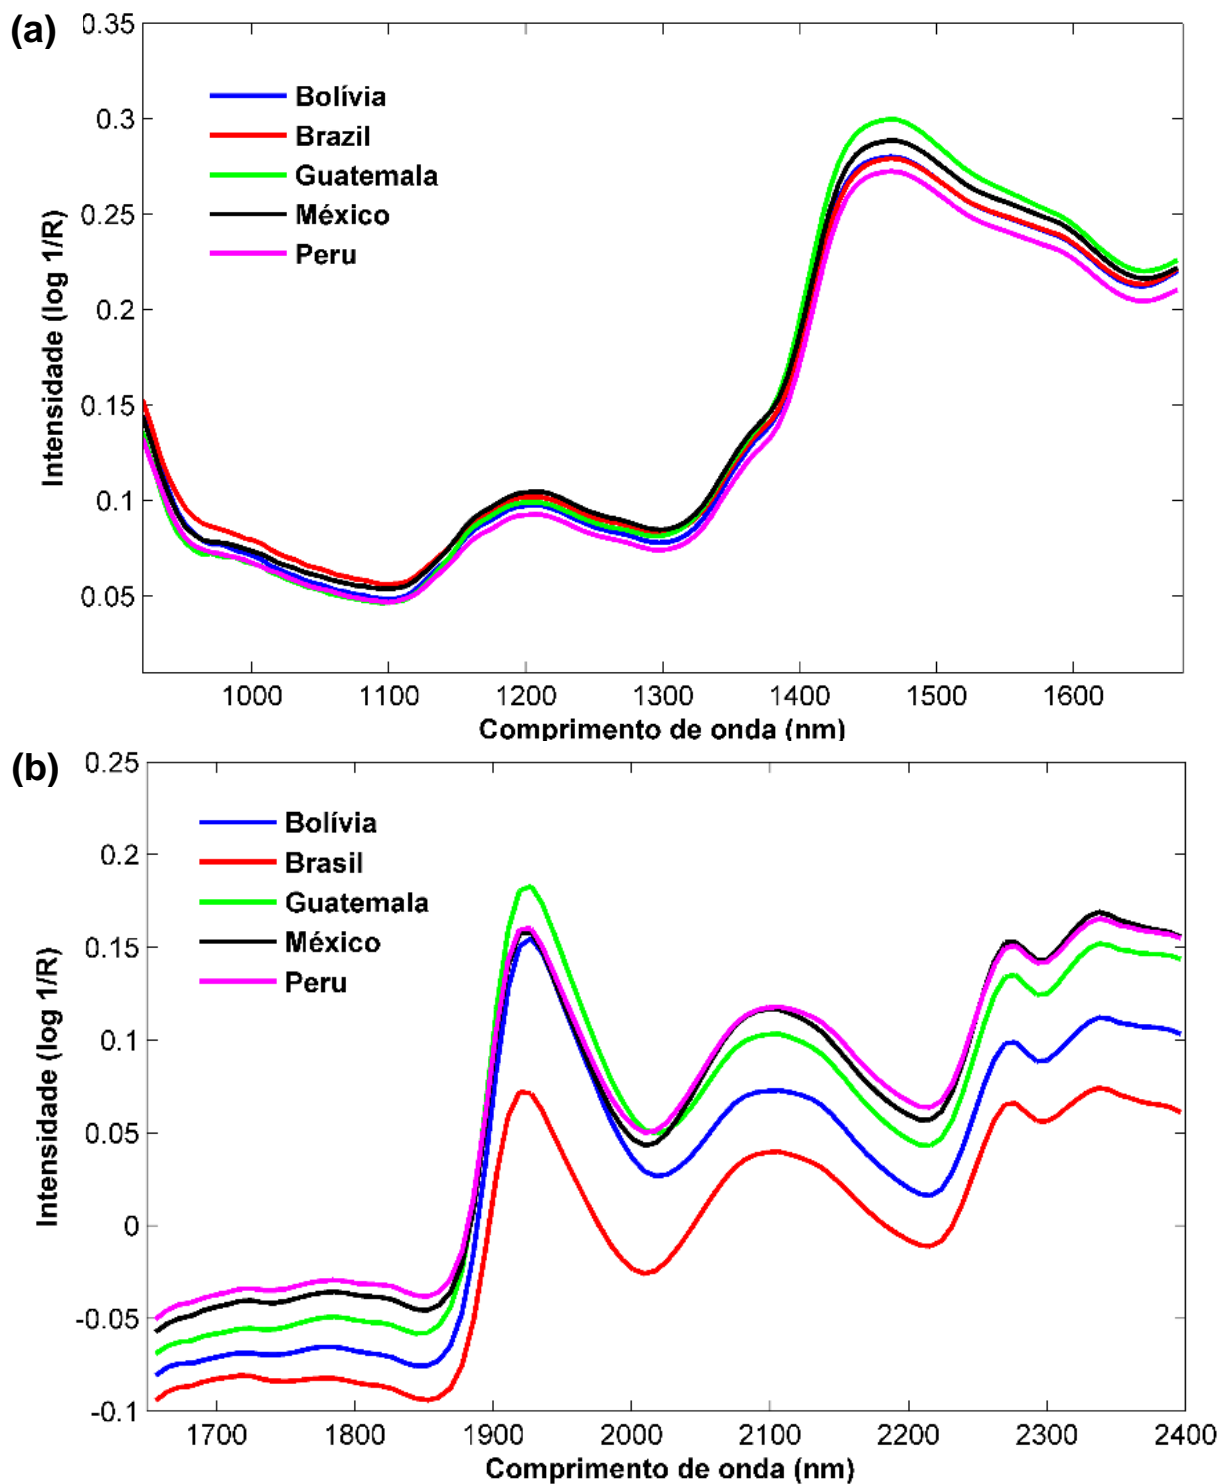 (a)
0.35
0.3
0.25
0.2
0.15
0.1
0.05
Intensidade (log 1/R)
Bolívia
Brazil
Guatemala
México
Peru
1000 1100 1200 1300 1400 1500 1600
Comprimento de onda (nm)
(b)
0.25
0.2
0.15
0.1
0.05
0
-0.05
-0.1
Intensidade (log 1/R)
Bolívia
Brasil
Guatemala
México
Peru
1700 1800 1900 2000 2100 2200 2300 2400
Comprimento de onda (nm)